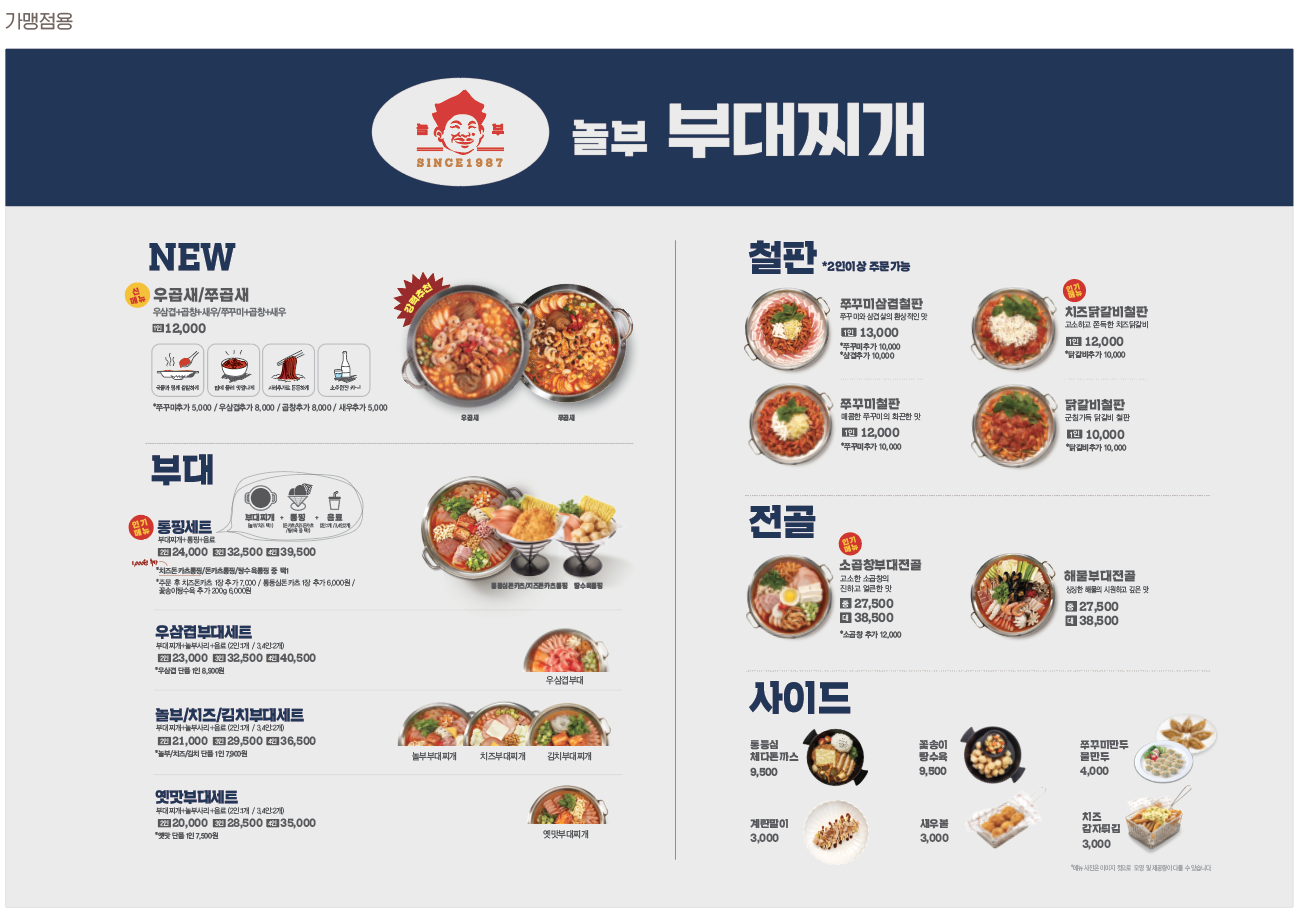 가맹점용
놀 부
SINCE1987
놀부 부대찌개
NEW
신
메뉴
우곱새/쭈곱새
우삼겹+곱창+새우/쭈꾸미+곱창+새우
1인 12,000
강력추천
*쭈꾸미추가 5,000 / 우삼겹추가 8,000 / 곱창추가 8,000 / 새우추가 5,000
우곱새
쭈곱새
부대
부대찌개 + 통핑 + 음료
인기
메뉴
통핑세트
부대찌개+통핑+음료
2인 24,000 3인 32,500 4인 39,500
*치즈돈카츠통핑/돈카츠통핑/탕수육통핑 중 택1
*주문 후 치즈돈카츠 1장 추가 7,000 / 통등심돈카츠 1장 추가 6,000원 /
꽃송이탕수육 추가 200g 6,000원
통등심돈카츠/치즈돈카츠통핑
탕수육통핑
우삼겹부대세트
부대찌개+놀부사리+음료 (2인:1개 / 3,4인:2개)
2인 23,000 3인 32,500 4인 40,500
*우삼겹 단품 1인 8,900원
우삼겹부대
놀부/치즈/김치부대세트
부대찌개+놀부사리+음료 (2인:1개 / 3,4인:2개)
2인 21,000 3인 29,500 4인 36,500
*놀부/치즈/김치 단품 1인 7,900원
놀부부대찌개
치즈부대찌개
김치부대찌개
옛맛부대세트
부대찌개+놀부사리+음료 (2인:1개 / 3,4인:2개)
2인 20,000 3인 28,500 4인 35,000
*옛맛 단품 1인 7,500원
옛맛부대찌개
철판 *2인이상 주문가능
쭈꾸미삼겹철판
쭈꾸미와 삼겹살의 환상적인 맛
1인 13,000
*쭈꾸미추가 10,000
*삼겹추가 10,000
인기
메뉴
치즈닭갈비철판
고소하고 쫀득한 치즈닭갈비
1인 12,000
*닭갈비추가 10,000
쭈꾸미철판
매콤한 쭈꾸미의 화끈한 맛
1인 12,000
*쭈꾸미추가 10,000
닭갈비철판
군침가득 닭갈비 철판
1인 10,000
*닭갈비추가 10,000
전골
인기
메뉴
소곱창부대전골
고소한 소곱창의
진하고 얼큰한 맛
중 27,500
대 38,500
*소곱창 추가 12,000
해물부대전골
싱싱한 해물의 시원하고 깊은 맛
중 27,500
대 38,500
사이드
통등심
체다돈까스
9,500
꽃송이
탕수육
9,500
쭈꾸미만두
물만두
4,000
계란말이
3,000
새우볼
3,000
치즈
감자튀김
3,000
*메뉴 사진은 이미지 컷으로 모양 및 제공량이 다를 수 있습니다